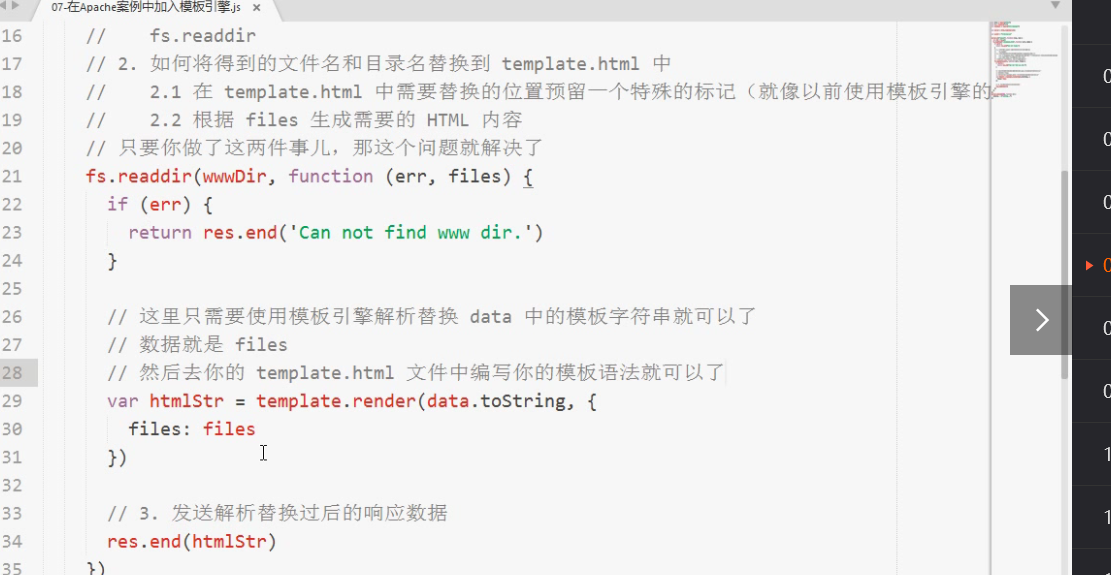 07-在Apache案例中加入模板引擎.js ×
16 //    fs.readdir
17 // 2. 如何将得到的文件名和目录名替换到 template.html 中
18 //    2.1 在 template.html 中需要替换的位置预留一个特殊的标记（就像以前使用模板引擎的
19 //    2.2 根据 files 生成需要的 HTML 内容
20 // 只要你做了这两件事儿，那这个问题就解决了
21 fs.readdir(wwwDir, function (err, files) {
22   if (err) {
23     return res.end('Can not find www dir.')
24   }
25
26   // 这里只需要使用模板引擎解析替换 data 中的模板字符串就可以了
27   // 数据就是 files
28   // 然后去你的 template.html 文件中编写你的模板语法就可以了
29   var htmlStr = template.render(data.toString, {
30     files: files
31   })
32
33   // 3. 发送解析替换过后的响应数据
34   res.end(htmlStr)
35 })